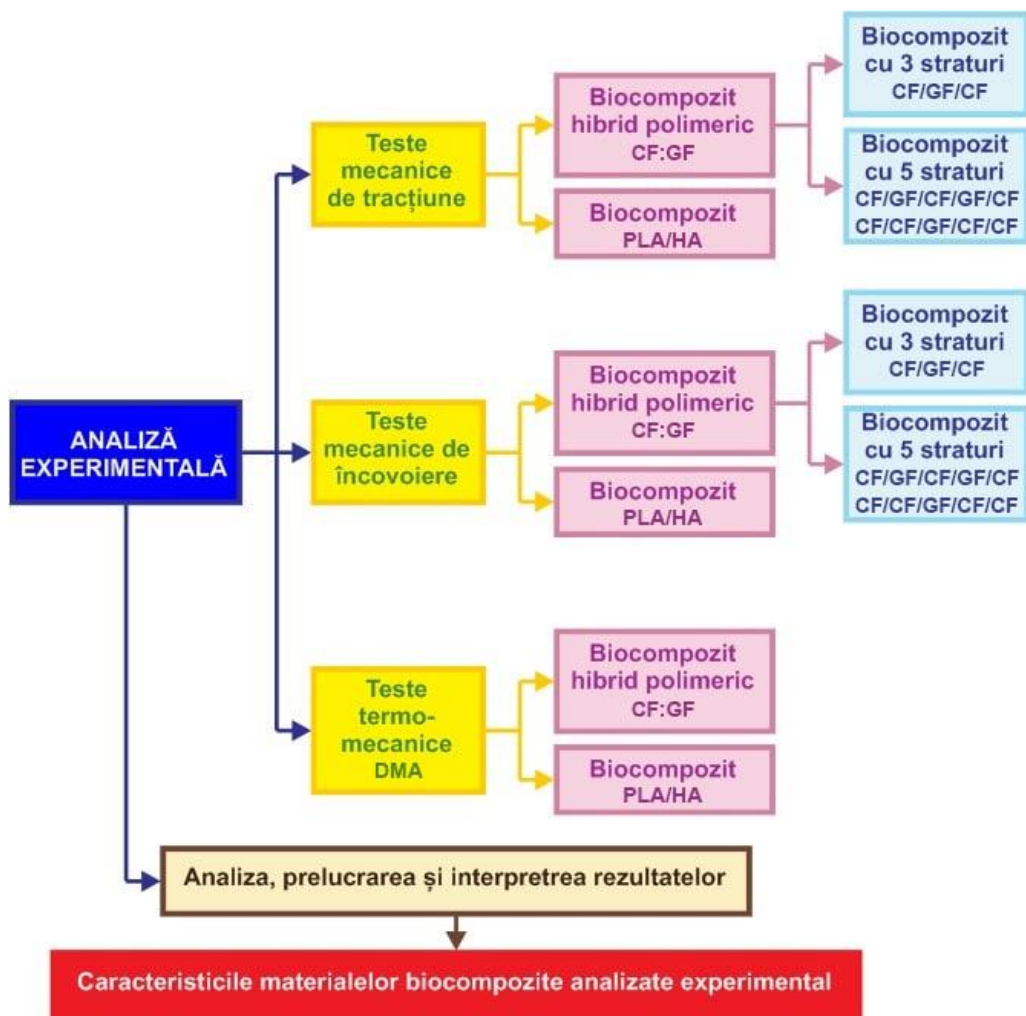 Biocompozit
cu 3 straturi
CF/GF/CF
Biocompozit
hibrid polimeric
CF:GF
Teste
mecanice
de tracțiune
Biocompozit
cu 5 straturi
CF/GF/CF/GF/CF
CF/CF/GF/CF/CF
Biocompozit
PLA/HA
Biocompozit
cu 3 straturi
CF/GF/CF
Biocompozit
hibrid polimeric
CF:GF
ANALIZĂ
EXPERIMENTALĂ
Teste
mecanice de
încovoiere
Biocompozit
cu 5 straturi
CF/GF/CF/GF/CF
CF/CF/GF/CF/CF
Biocompozit
PLA/HA
Biocompozit
hibrid polimeric
CF:GF
Teste
termo-
mecanice
DMA
Biocompozit
PLA/HA
Analiza, prelucrarea și interpretrea rezultatelor
Caracteristicile materialelor biocompozite analizate experimental